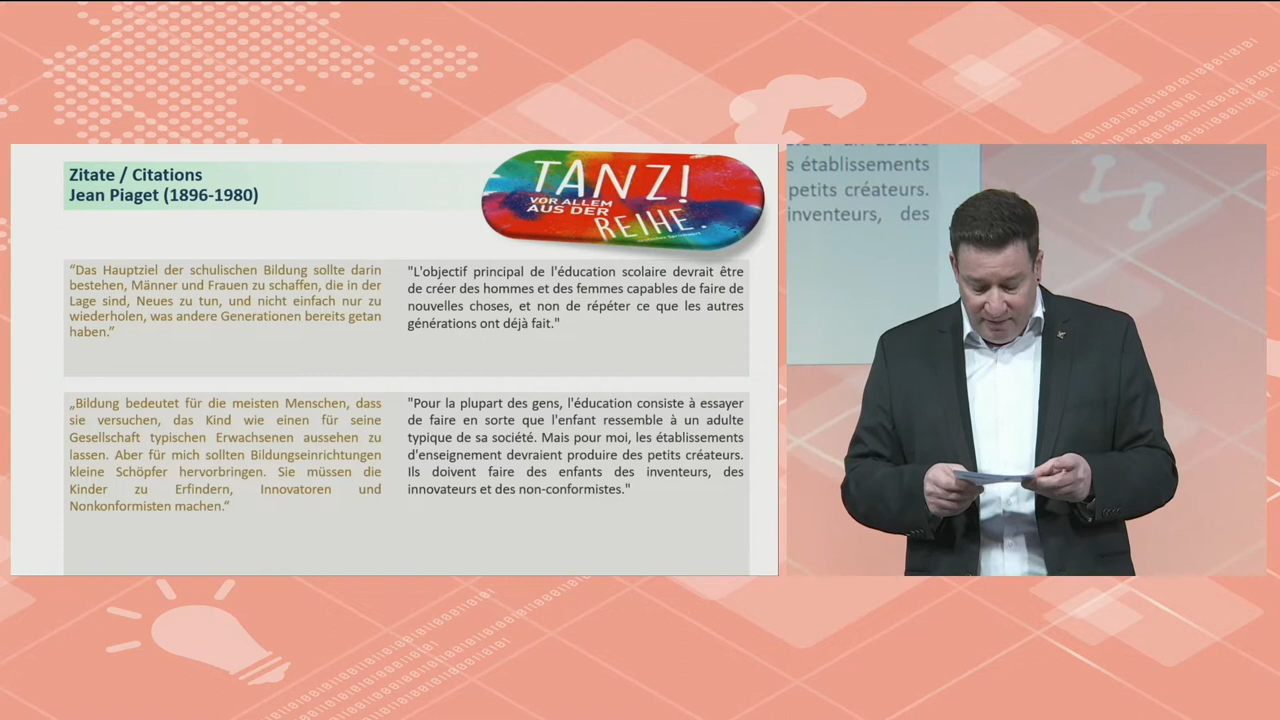 Zitate / Citations
Jean Piaget (1896-1980)
TANZ!
VOR ALLEM
AUS DER
REIHE.
“Das Hauptziel der schulischen Bildung sollte darin
bestehen, Männer und Frauen zu schaffen, die in der
Lage sind, Neues zu tun, und nicht einfach nur zu
wiederholen, was andere Generationen bereits getan
haben.”
"L'objectif principal de l'éducation scolaire devrait être
de créer des hommes et des femmes capables de faire de
nouvelles choses, et non de répéter ce que les autres
générations ont déjà fait."
„Bildung bedeutet für die meisten Menschen, dass
sie versuchen, das Kind wie einen für seine
Gesellschaft typischen Erwachsenen aussehen zu
lassen. Aber für mich sollten Bildungseinrichtungen
kleine Schöpfer hervorbringen. Sie müssen die
Kinder zu Erfindern, Innovatoren und
Nonkonformisten machen.“
"Pour la plupart des gens, l'éducation consiste à essayer
de faire en sorte que l'enfant ressemble à un adulte
typique de sa société. Mais pour moi, les établissements
d'enseignement devraient produire des petits créateurs.
Ils doivent faire des enfants des inventeurs, des
innovateurs et des non-conformistes."
s établissements
petits créateurs.
inventeurs, des